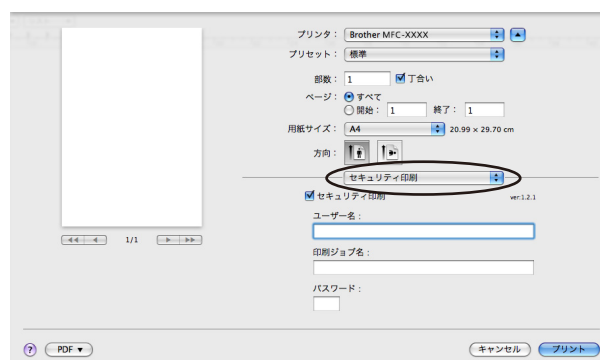 プリンタ： Brother MFC-XXXX
プリセット： 標準
部数： 1 丁合い
ページ： すべて
開始： 1 終了： 1
用紙サイズ： A4 20.99 x 29.70 cm
方向：
セキュリティ印刷
セキュリティ印刷 ver:1.2.1
ユーザー名：
印刷ジョブ名：
パスワード：
1/1
? PDF キャンセル プリント